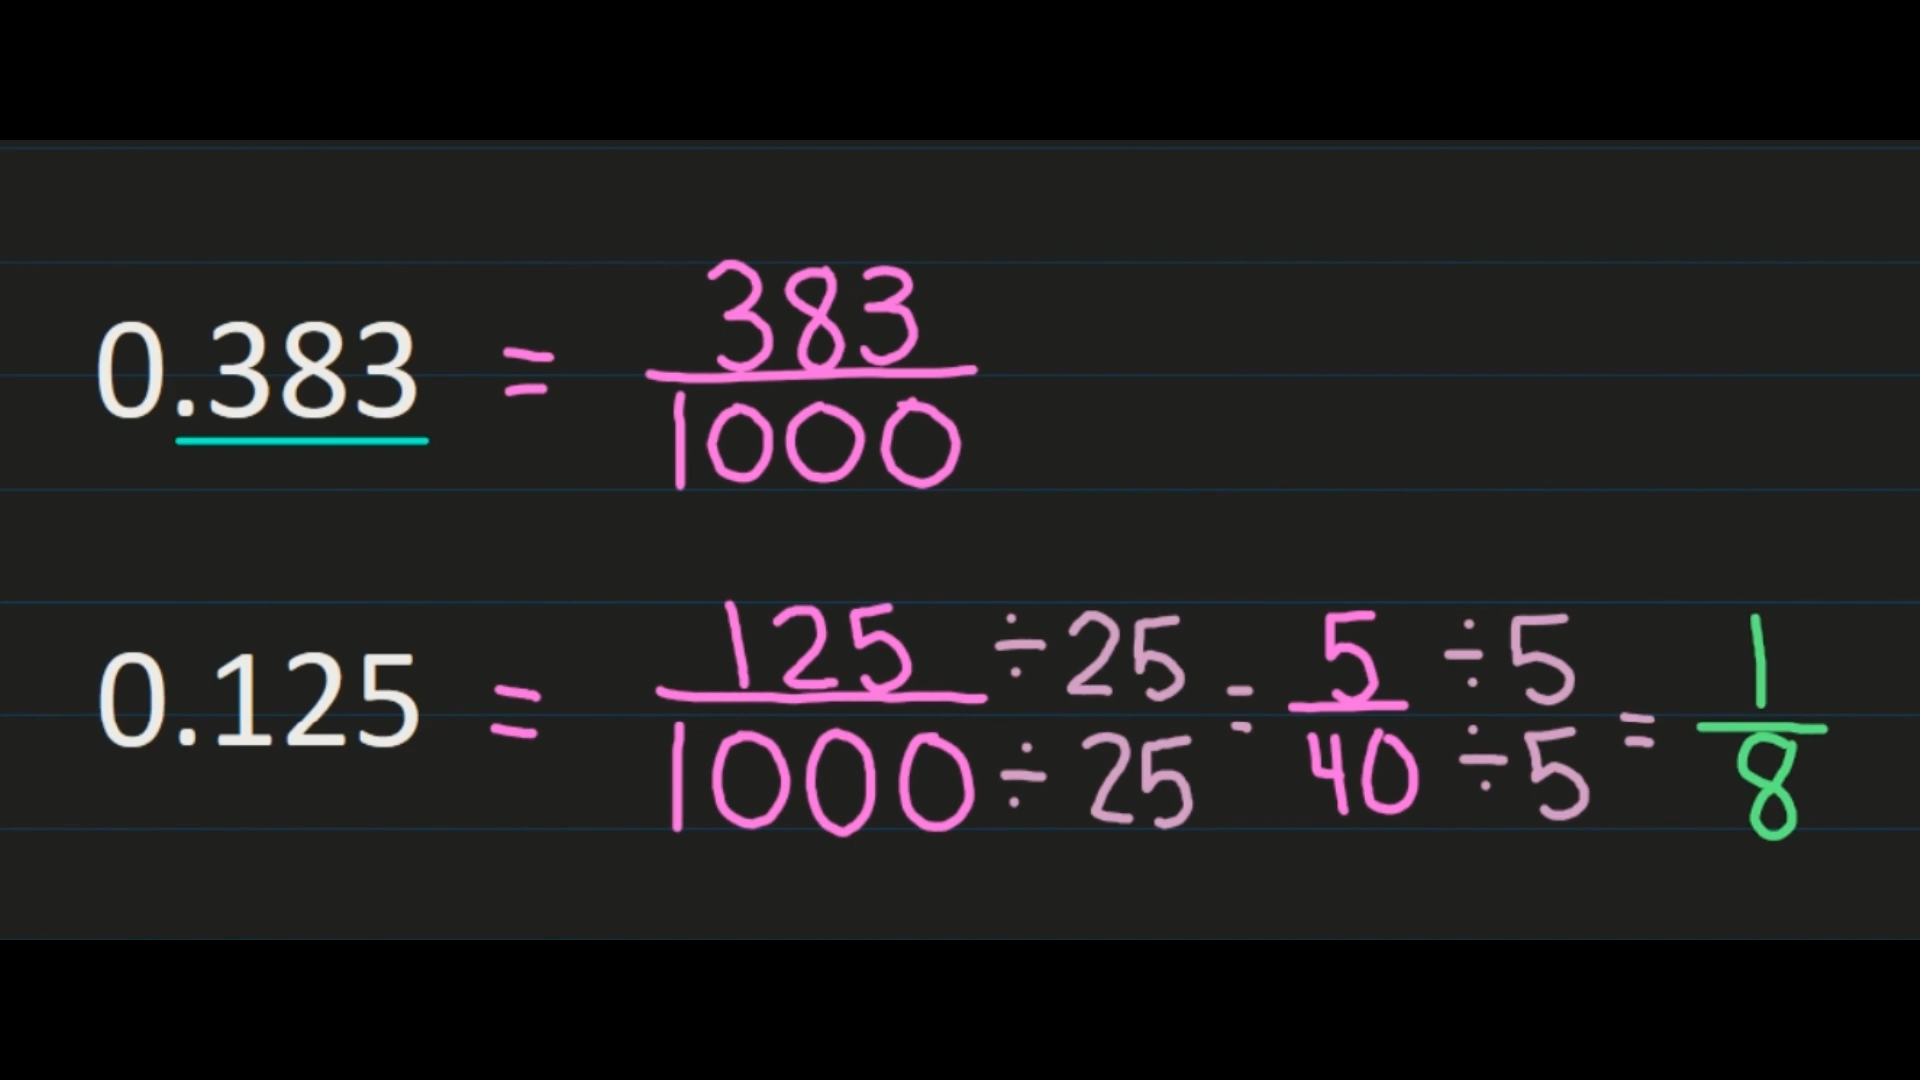 0.383 = 383/1000
0.125 = 125 ÷ 25/1000 ÷ 25 = 5 ÷ 5/40 ÷ 5 = 1/8